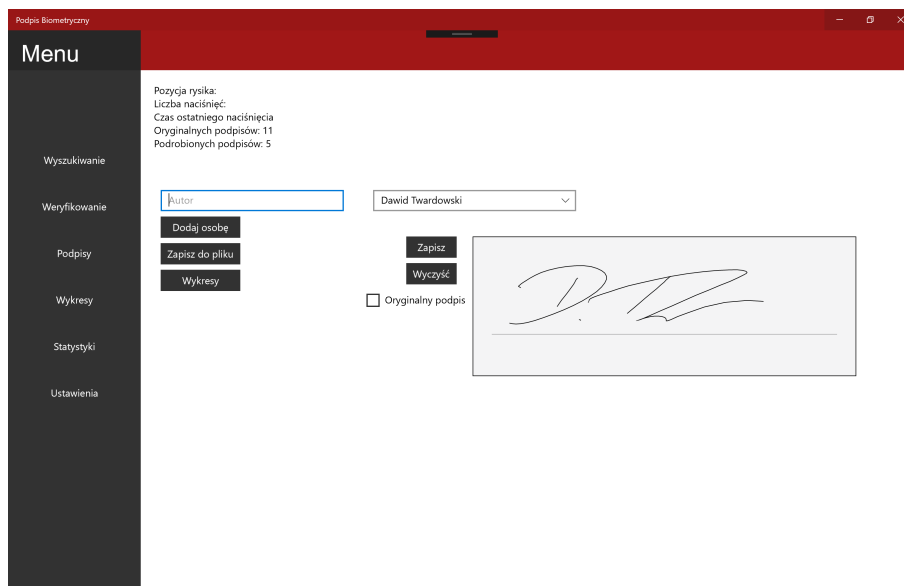 Podpis Biometryczny
Menu
Pozycja rysika:
Liczba naciśnięć:
Czas ostatniego naciśnięcia
Oryginalnych podpisów: 11
Podrobionych podpisów: 5
Wyszukiwanie
Weryfikowanie
Podpisy
Wykresy
Statystyki
Ustawienia
Autor
Dawid Twardowski
Dodaj osobę
Zapisz do pliku
Wykresy
Zapisz
Wyczyść
Oryginalny podpis